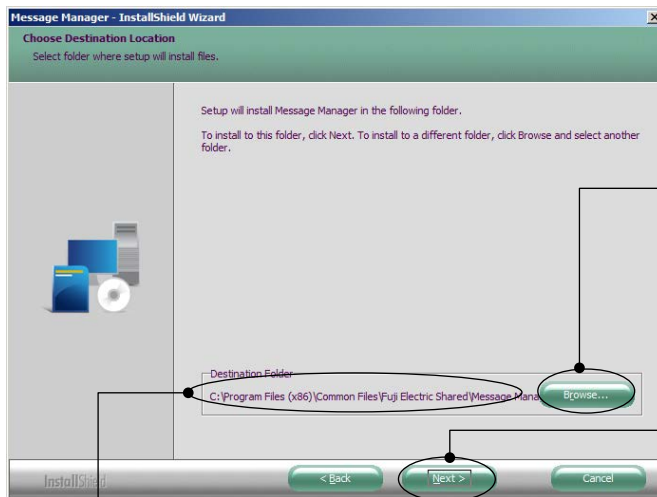 Message Manager - InstallShield Wizard
Choose Destination Location
Select folder where setup will install files.
Setup will install Message Manager in the following folder.
To install to this folder, click Next. To install to a different folder, click Browse and select another
folder.
Destination Folder
C:\Program Files (x86)\Common Files\Fuji Electric Shared\Message Mana
Browse...
InstallShield
< Back
Next >
Cancel